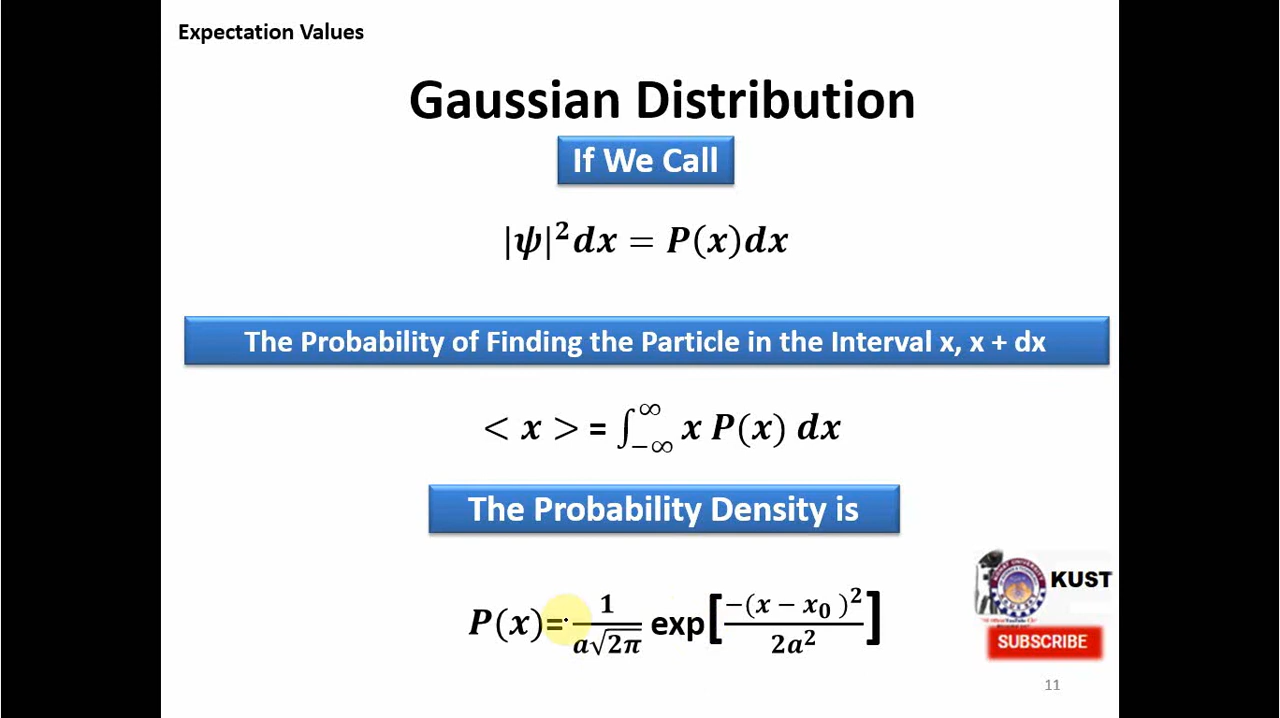 Expectation Values
Gaussian Distribution
If We Call
|ψ|²dx = P(x)dx
The Probability of Finding the Particle in the Interval x, x + dx
< x > = ∫_{-∞}^{∞} x P(x) dx
The Probability Density is
P(x)= 1/(a√2π) exp[−(x − x₀ )²/2a²]
KUST
SUBSCRIBE
11